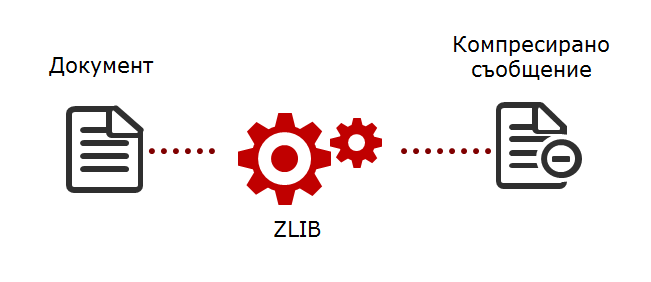 Документ
Компресирано
съобщение
ZLIB